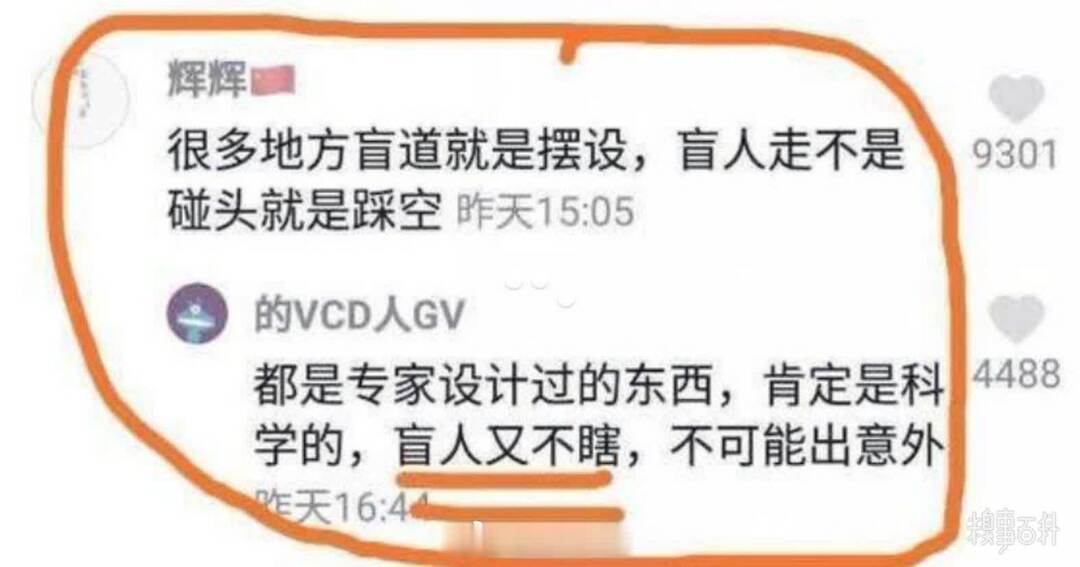 辉辉🇨🇳
很多地方盲道就是摆设，盲人走不是
碰头就是踩空 昨天15:05
9301
的VCD人GV
都是专家设计过的东西，肯定是科
学的，盲人又不瞎，不可能出意外
昨天16:44
4488
糗事百科